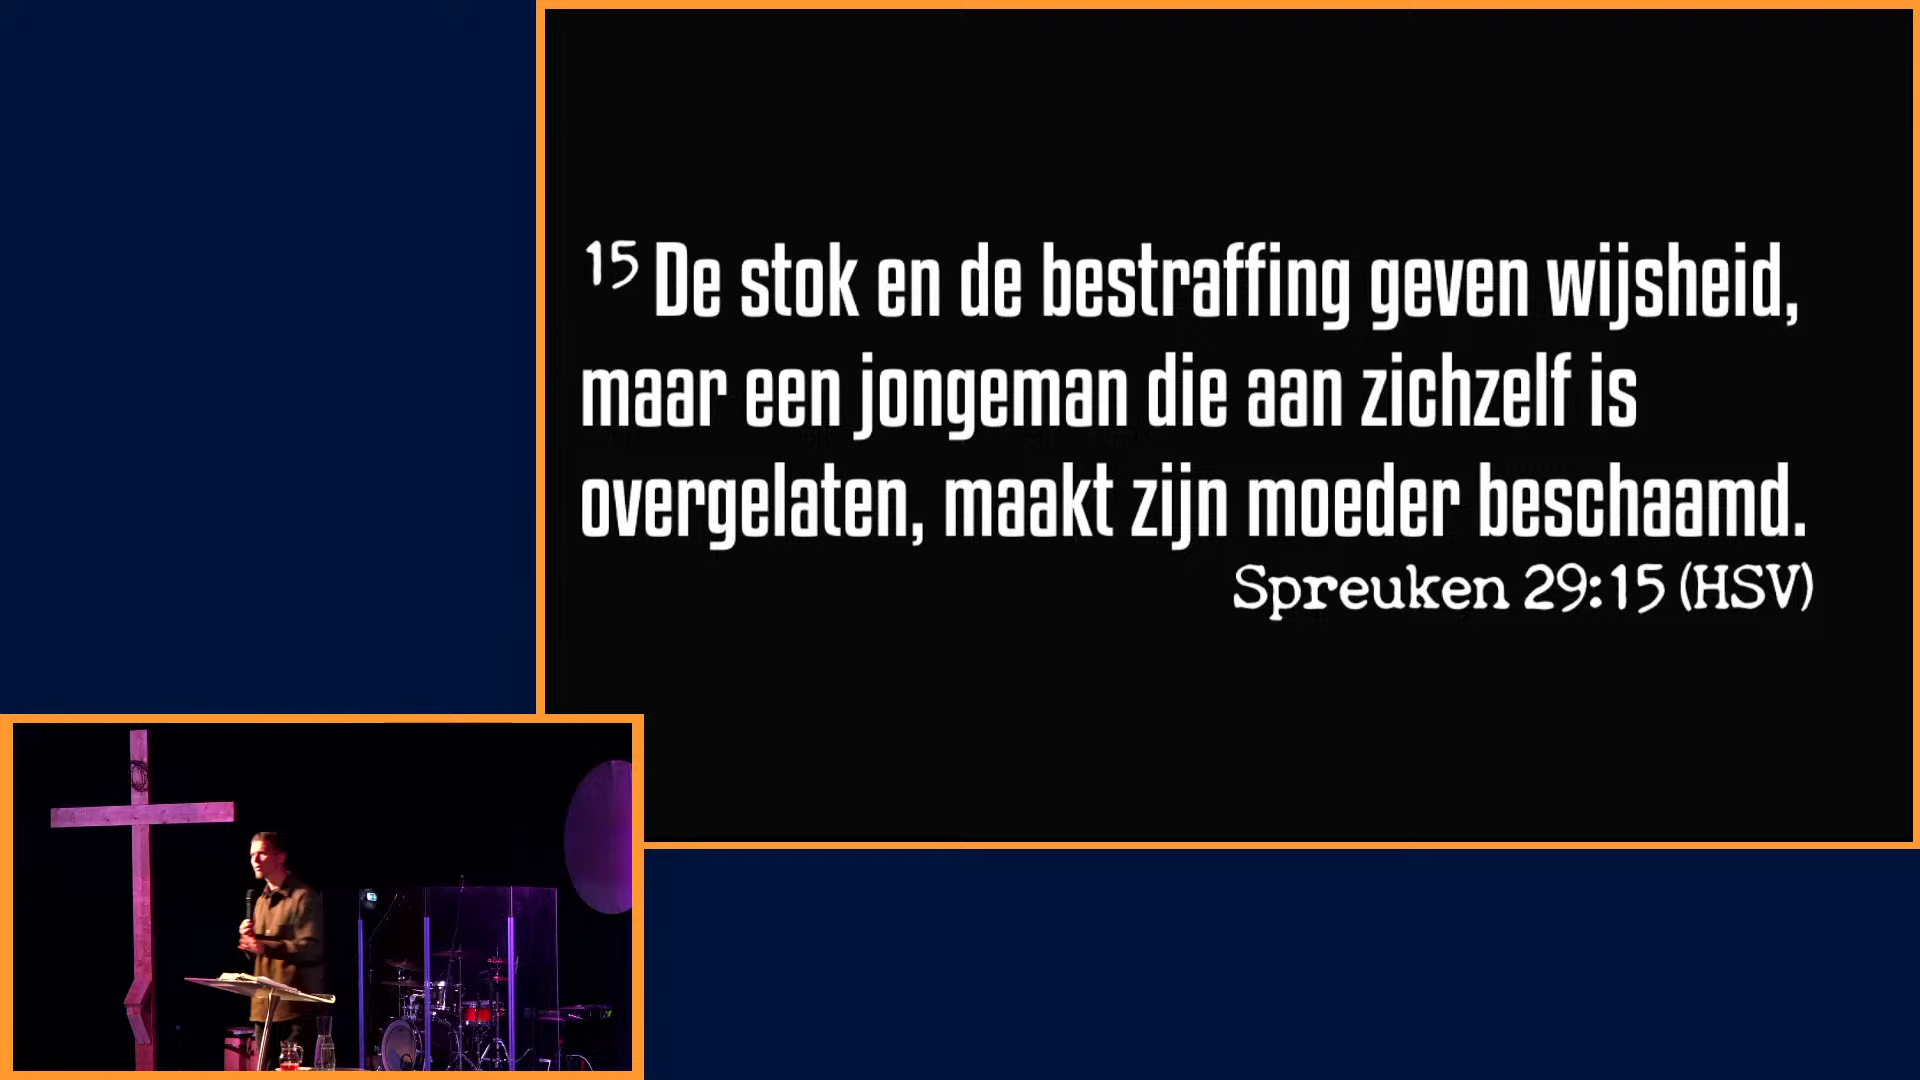 15 De stok en de bestraffing geven wijsheid,
maar een jongeman die aan zichzelf is
overgelaten, maakt zijn moeder beschaamd.
Spreuken 29:15 (HSV)